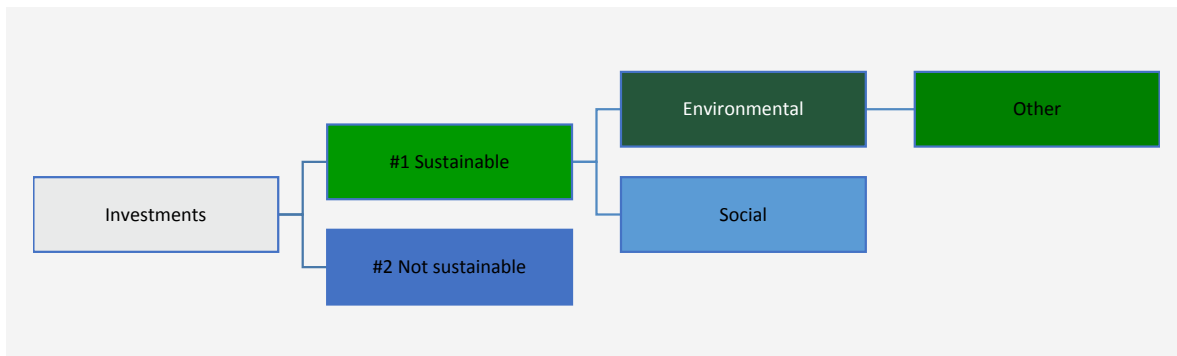 Environmental
Other
#1 Sustainable
Investments
Social
#2 Not sustainable